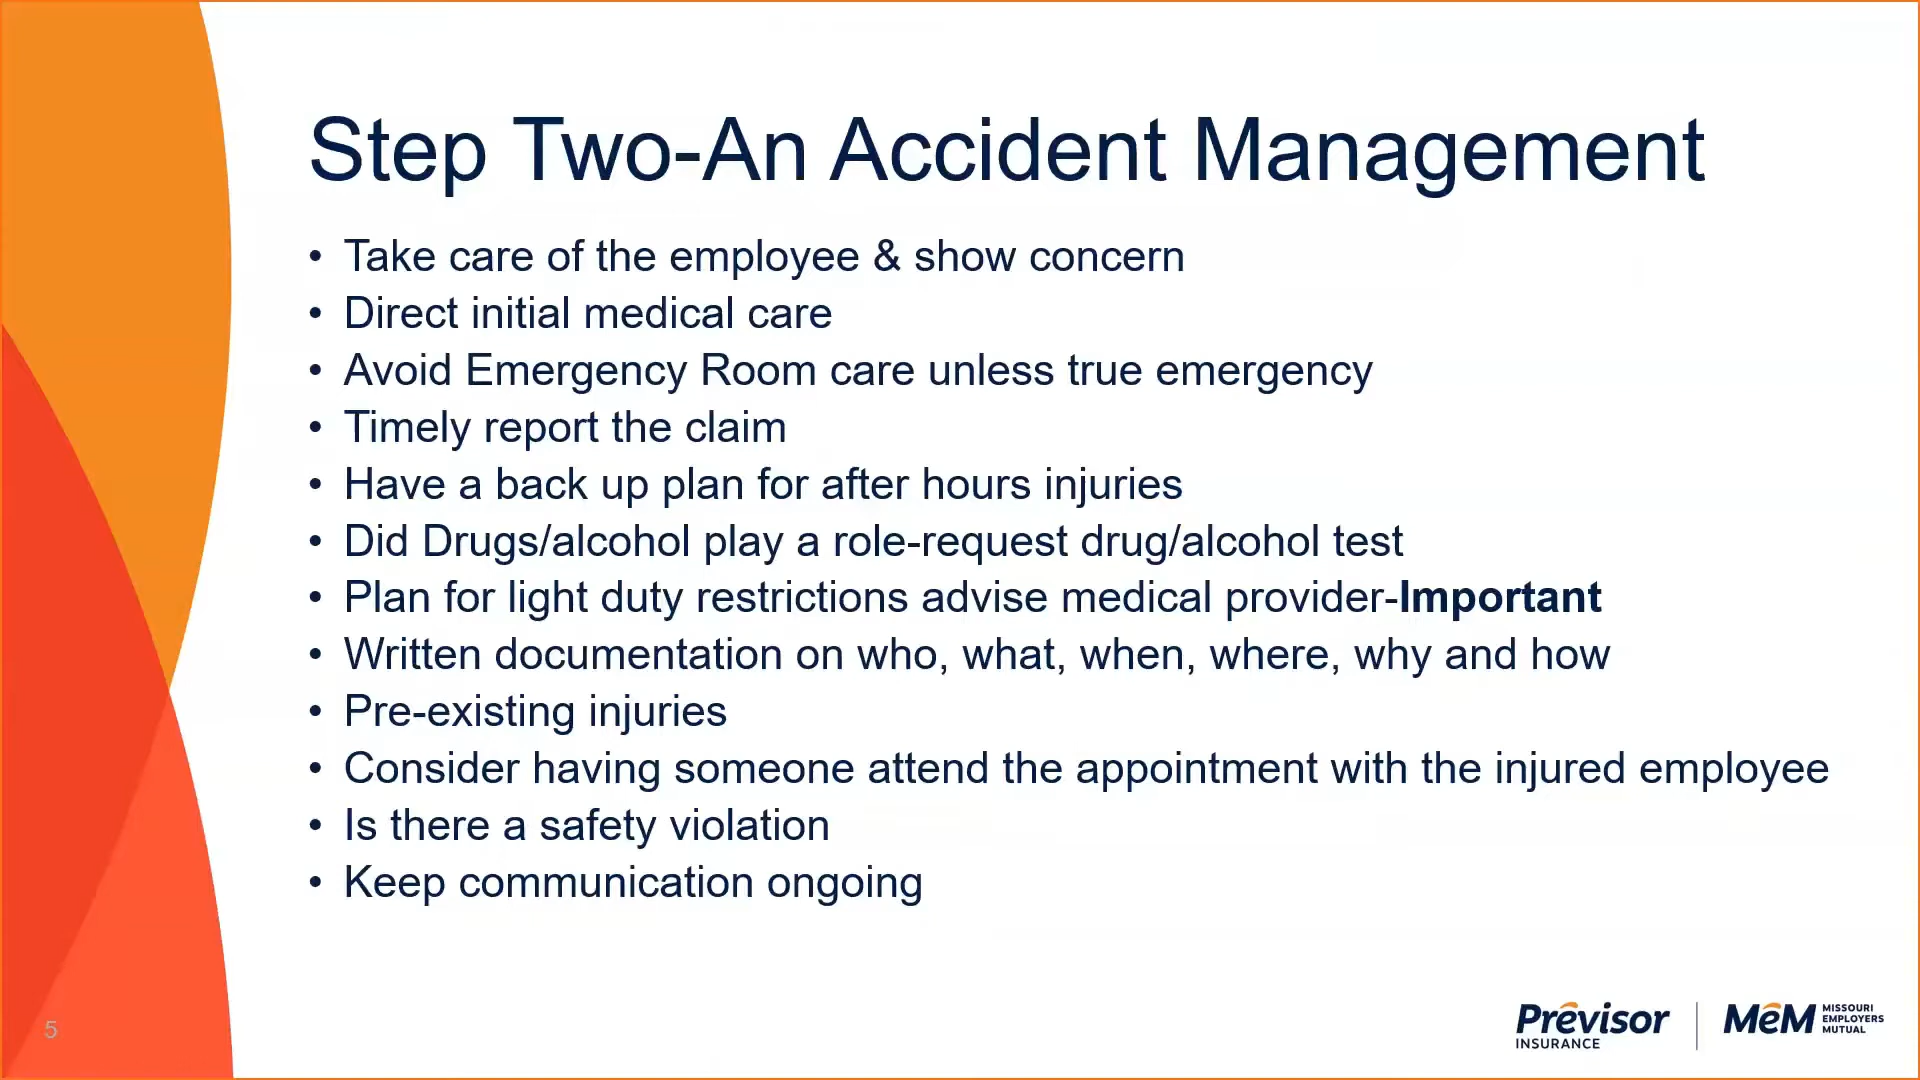 Step Two-An Accident Management
• Take care of the employee & show concern
• Direct initial medical care
• Avoid Emergency Room care unless true emergency
• Timely report the claim
• Have a back up plan for after hours injuries
• Did Drugs/alcohol play a role-request drug/alcohol test
• Plan for light duty restrictions advise medical provider-Important
• Written documentation on who, what, when, where, why and how
• Pre-existing injuries
• Consider having someone attend the appointment with the injured employee
• Is there a safety violation
• Keep communication ongoing
5
Prévisor
INSURANCE
MéM
MISSOURI
EMPLOYERS
MUTUAL